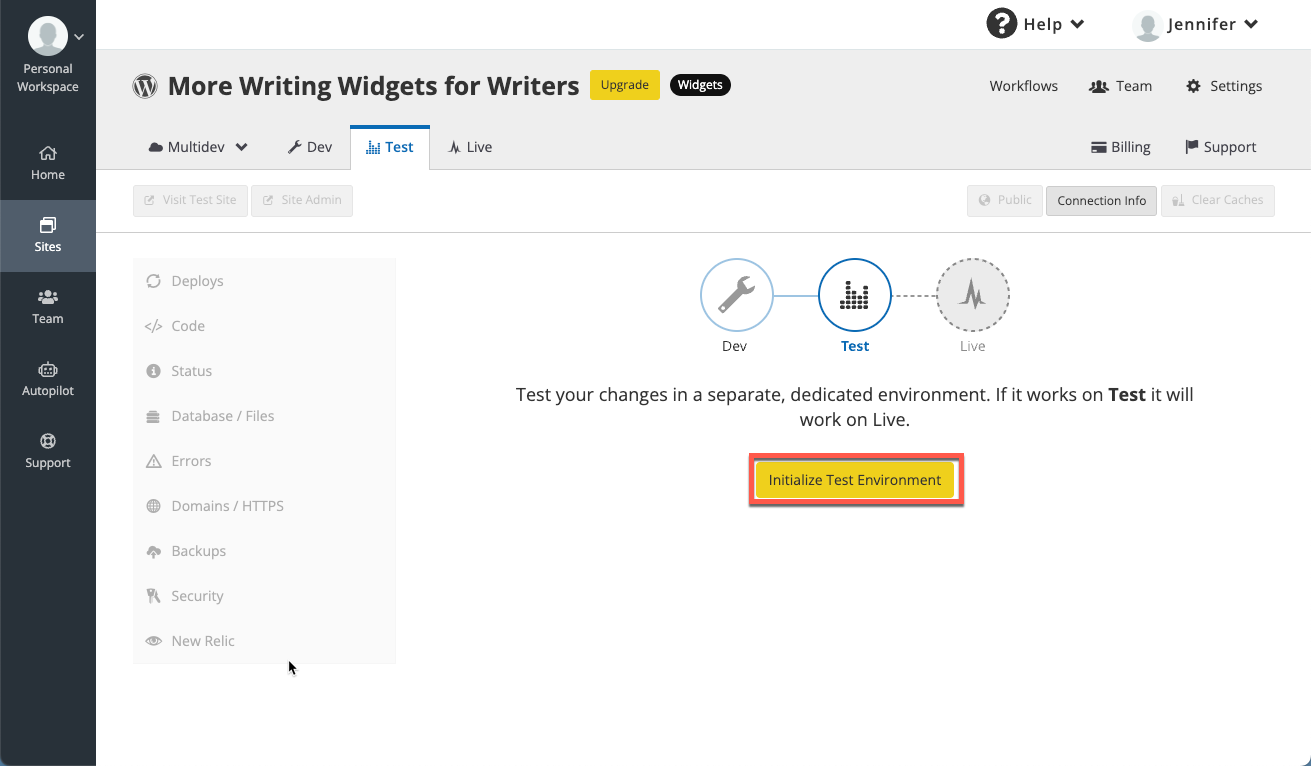 Help
Jennifer
Personal
Workspace
More Writing Widgets for Writers
Upgrade
Widgets
Workflows
Team
Settings
Multidev
Dev
Test
Live
Billing
Support
Home
Sites
Team
Autopilot
Support
Visit Test Site
Site Admin
Public
Connection Info
Clear Caches
Deploys
</> Code
Status
Database / Files
Errors
Domains / HTTPS
Backups
Security
New Relic
Dev
Test
Live
Test your changes in a separate, dedicated environment. If it works on Test it will
work on Live.
Initialize Test Environment